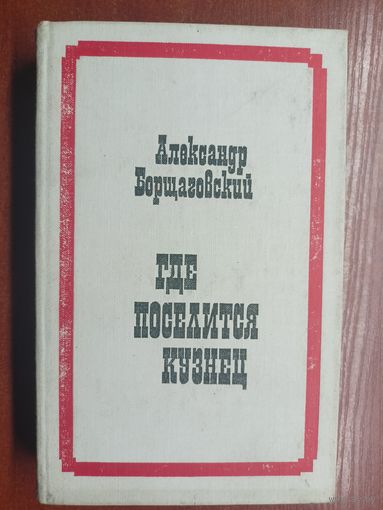 Александр
Борщаговский
ГДЕ
ПОСЕЛИТСЯ
КУЗНЕЦ